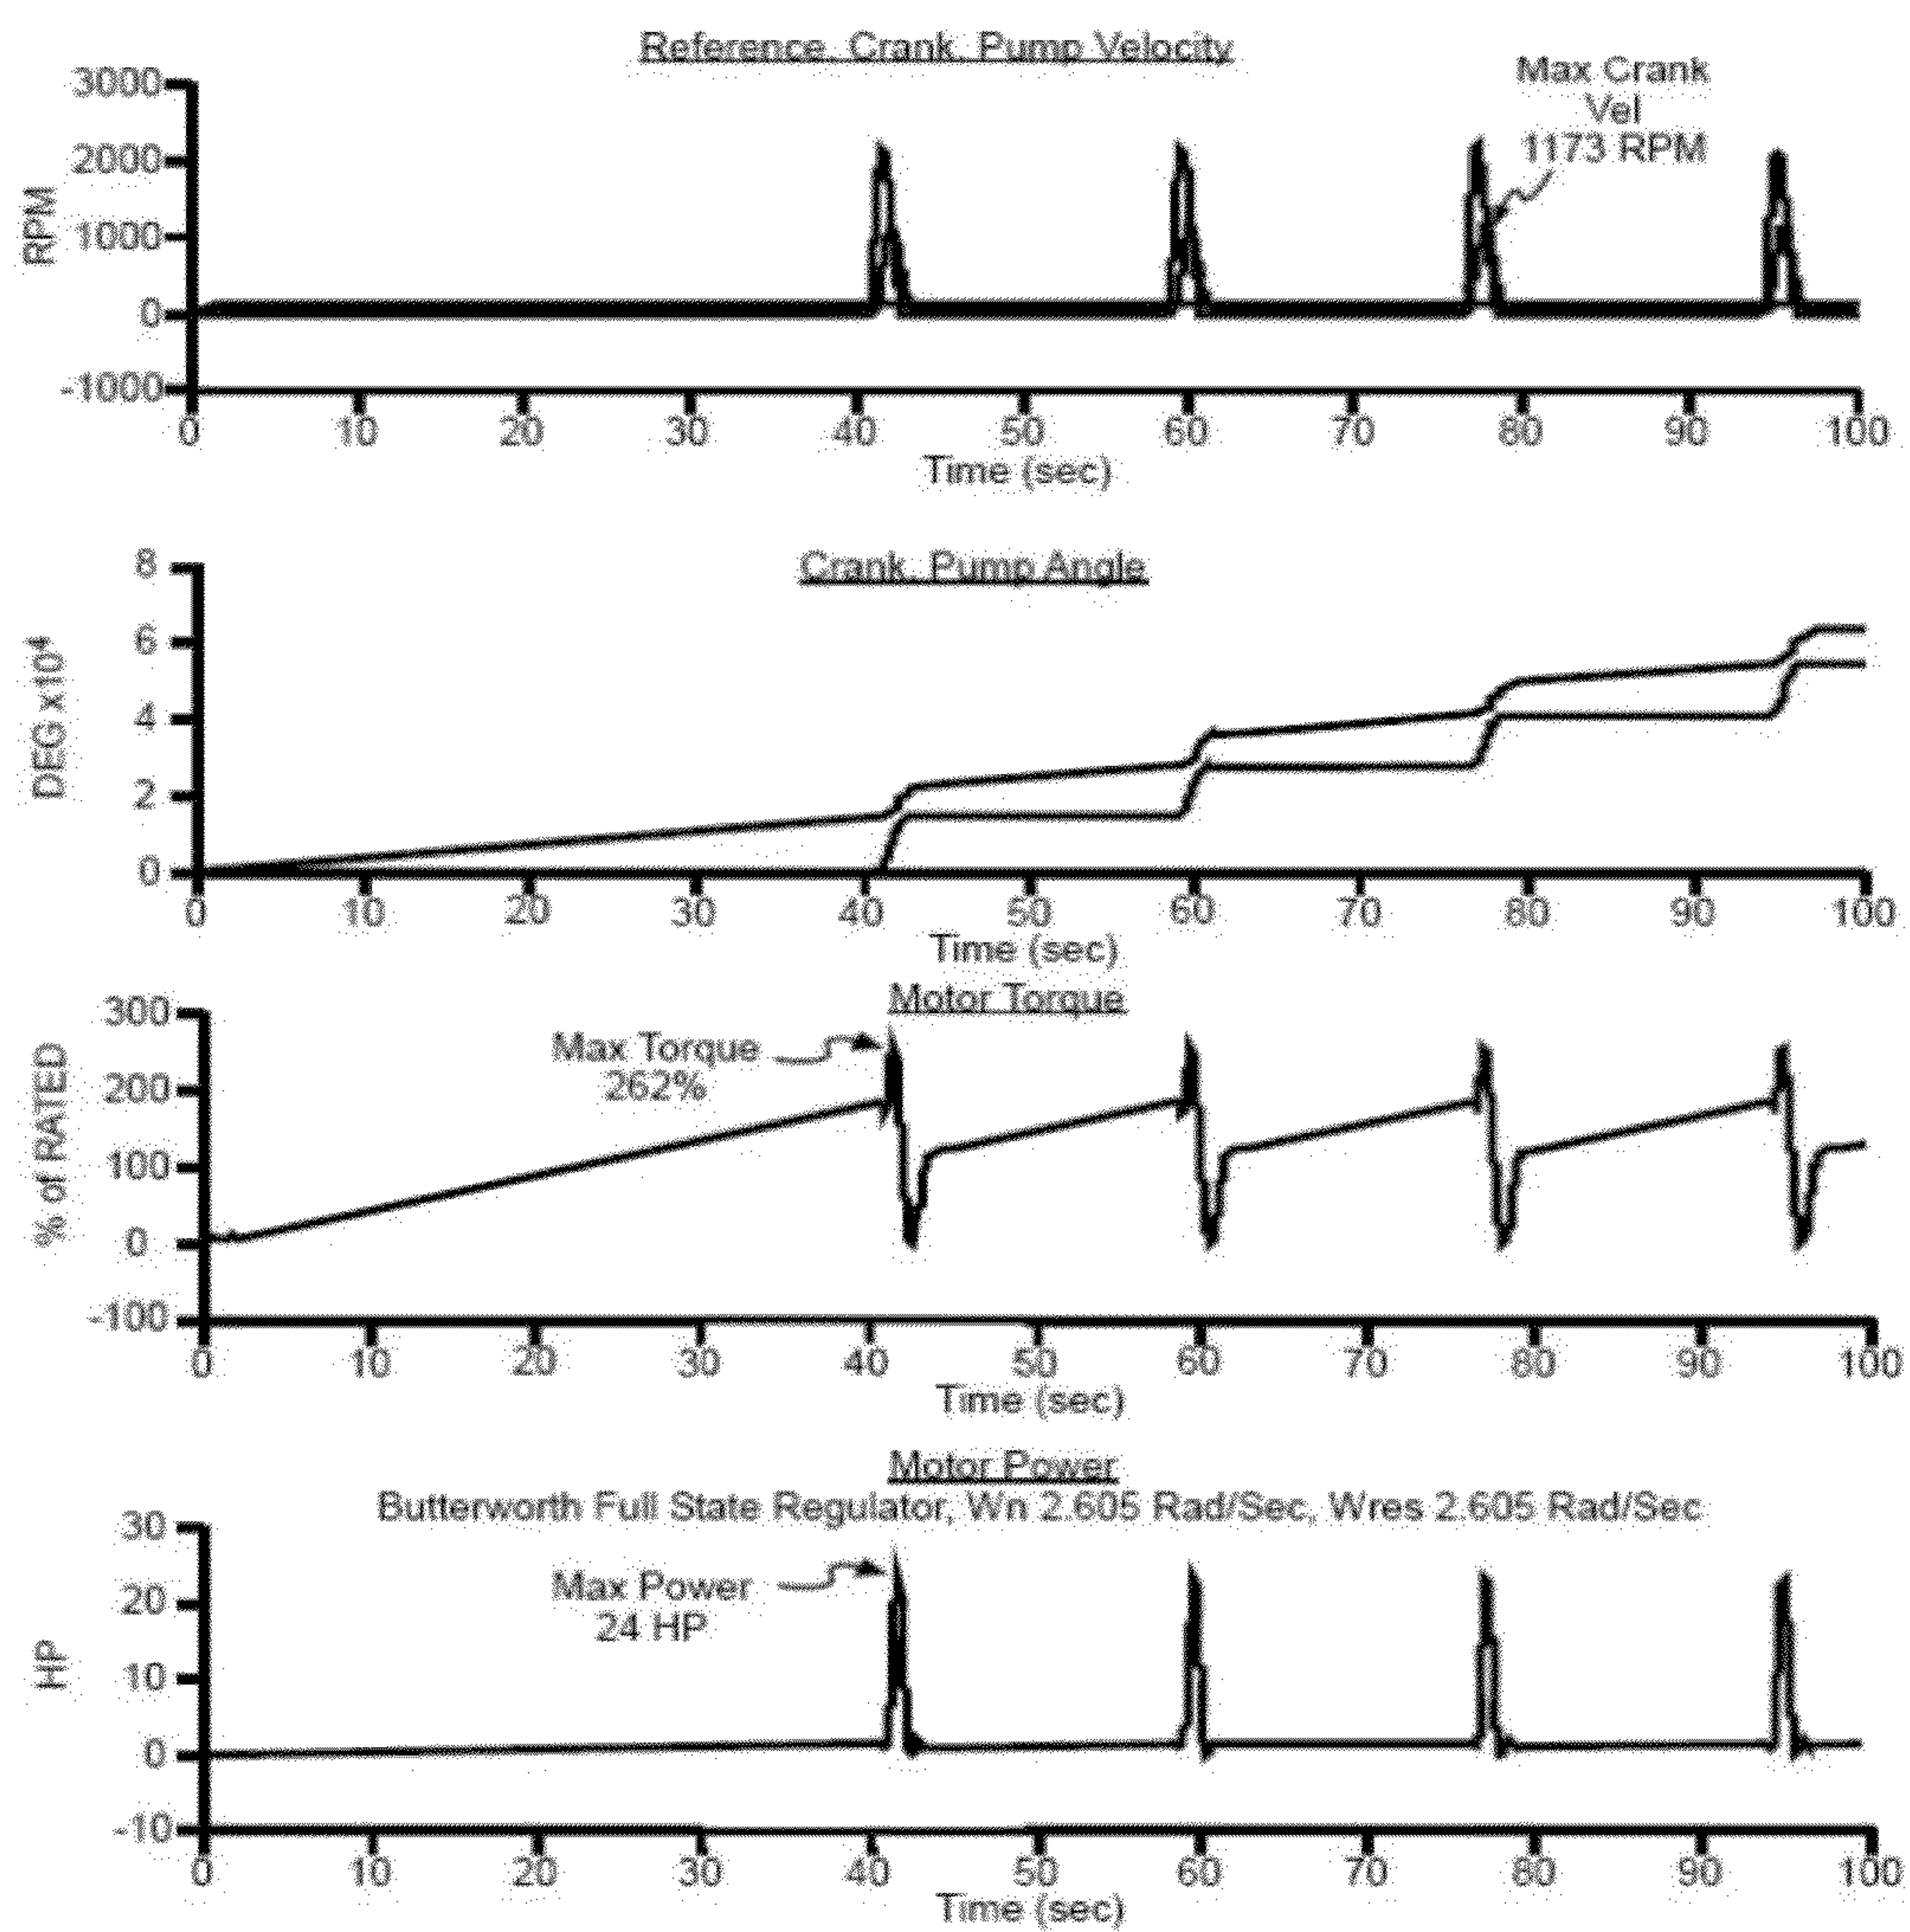 Reference Crank Pump Velocity
Max Crank
Vel
1173 RPM
RPM
3000
2000
1000
0
-1000
0 10 20 30 40 50 60 70 80 90 100
Time (sec)
Crank Pump Angle
DEG x10⁴
8
6
4
2
0
0 10 20 30 40 50 60 70 80 90 100
Time (sec)
Motor Torque
Max Torque
262%
% of RATED
300
200
100
0
-100
0 10 20 30 40 50 60 70 80 90 100
Time (sec)
Motor Power
Butterworth Full State Regulator, Wn 2.605 Rad/Sec, Wres 2.605 Rad/Sec
Max Power
24 HP
HP
30
20
10
0
-10
0 10 20 30 40 50 60 70 80 90 100
Time (sec)